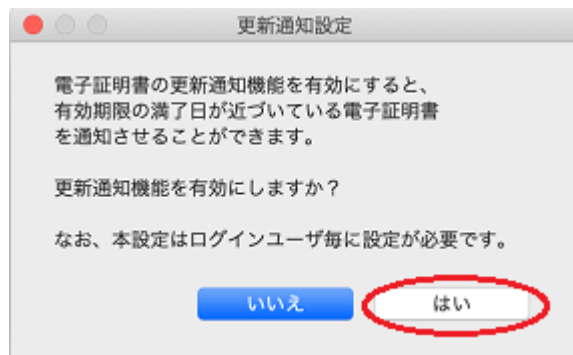 更新通知設定
電子証明書の更新通知機能を有効にすると、
有効期限の満了日が近づいている電子証明書
を通知させることができます。
更新通知機能を有効にしますか？
なお、本設定はログインユーザ毎に設定が必要です。
いいえ
はい